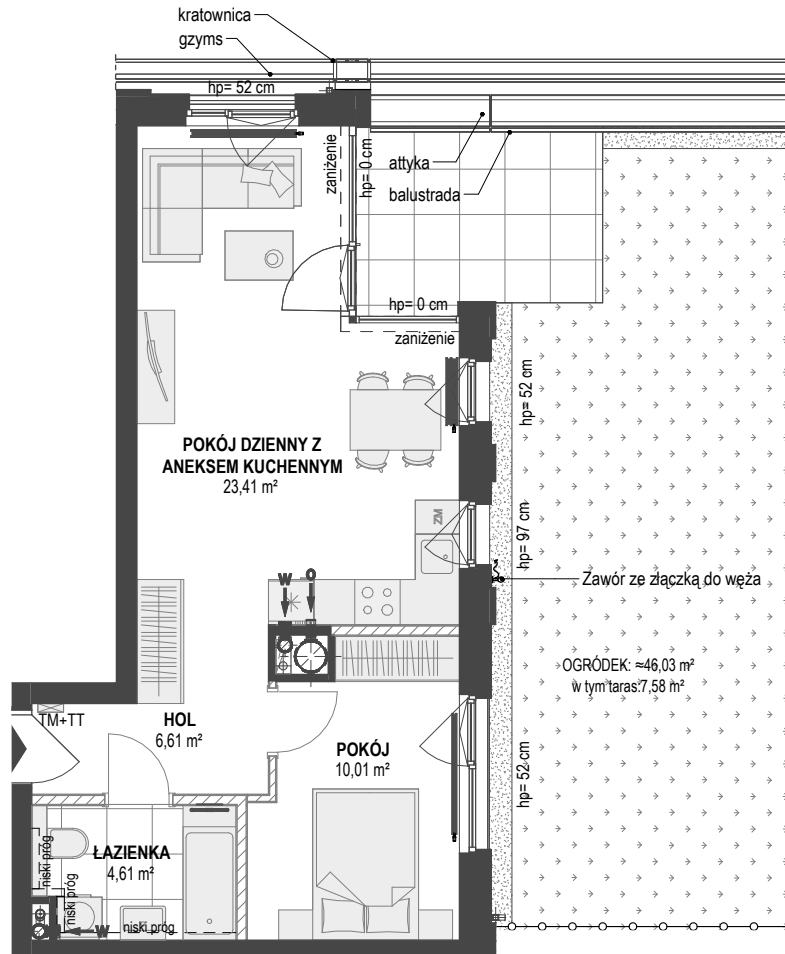 kratownica
gzyms
hp= 52 cm
zaniżenie
hp= 0 cm
attyka
balustrada
hp= 0 cm
zaniżenie
hp= 52 cm
POKÓJ DZIENNY Z
ANEKSEM KUCHENNYM
23,41 m²
ZM
hp= 97 cm
W
O
Zawór ze złączką do węża
OGRÓDEK: ≈46,03 m²
w tym taras:7,58 m²
TM+TT
HOL
6,61 m²
POKÓJ
10,01 m²
hp= 52 cm
ŁAZIENKA
4,61 m²
niski próg
niski próg
W
niski próg